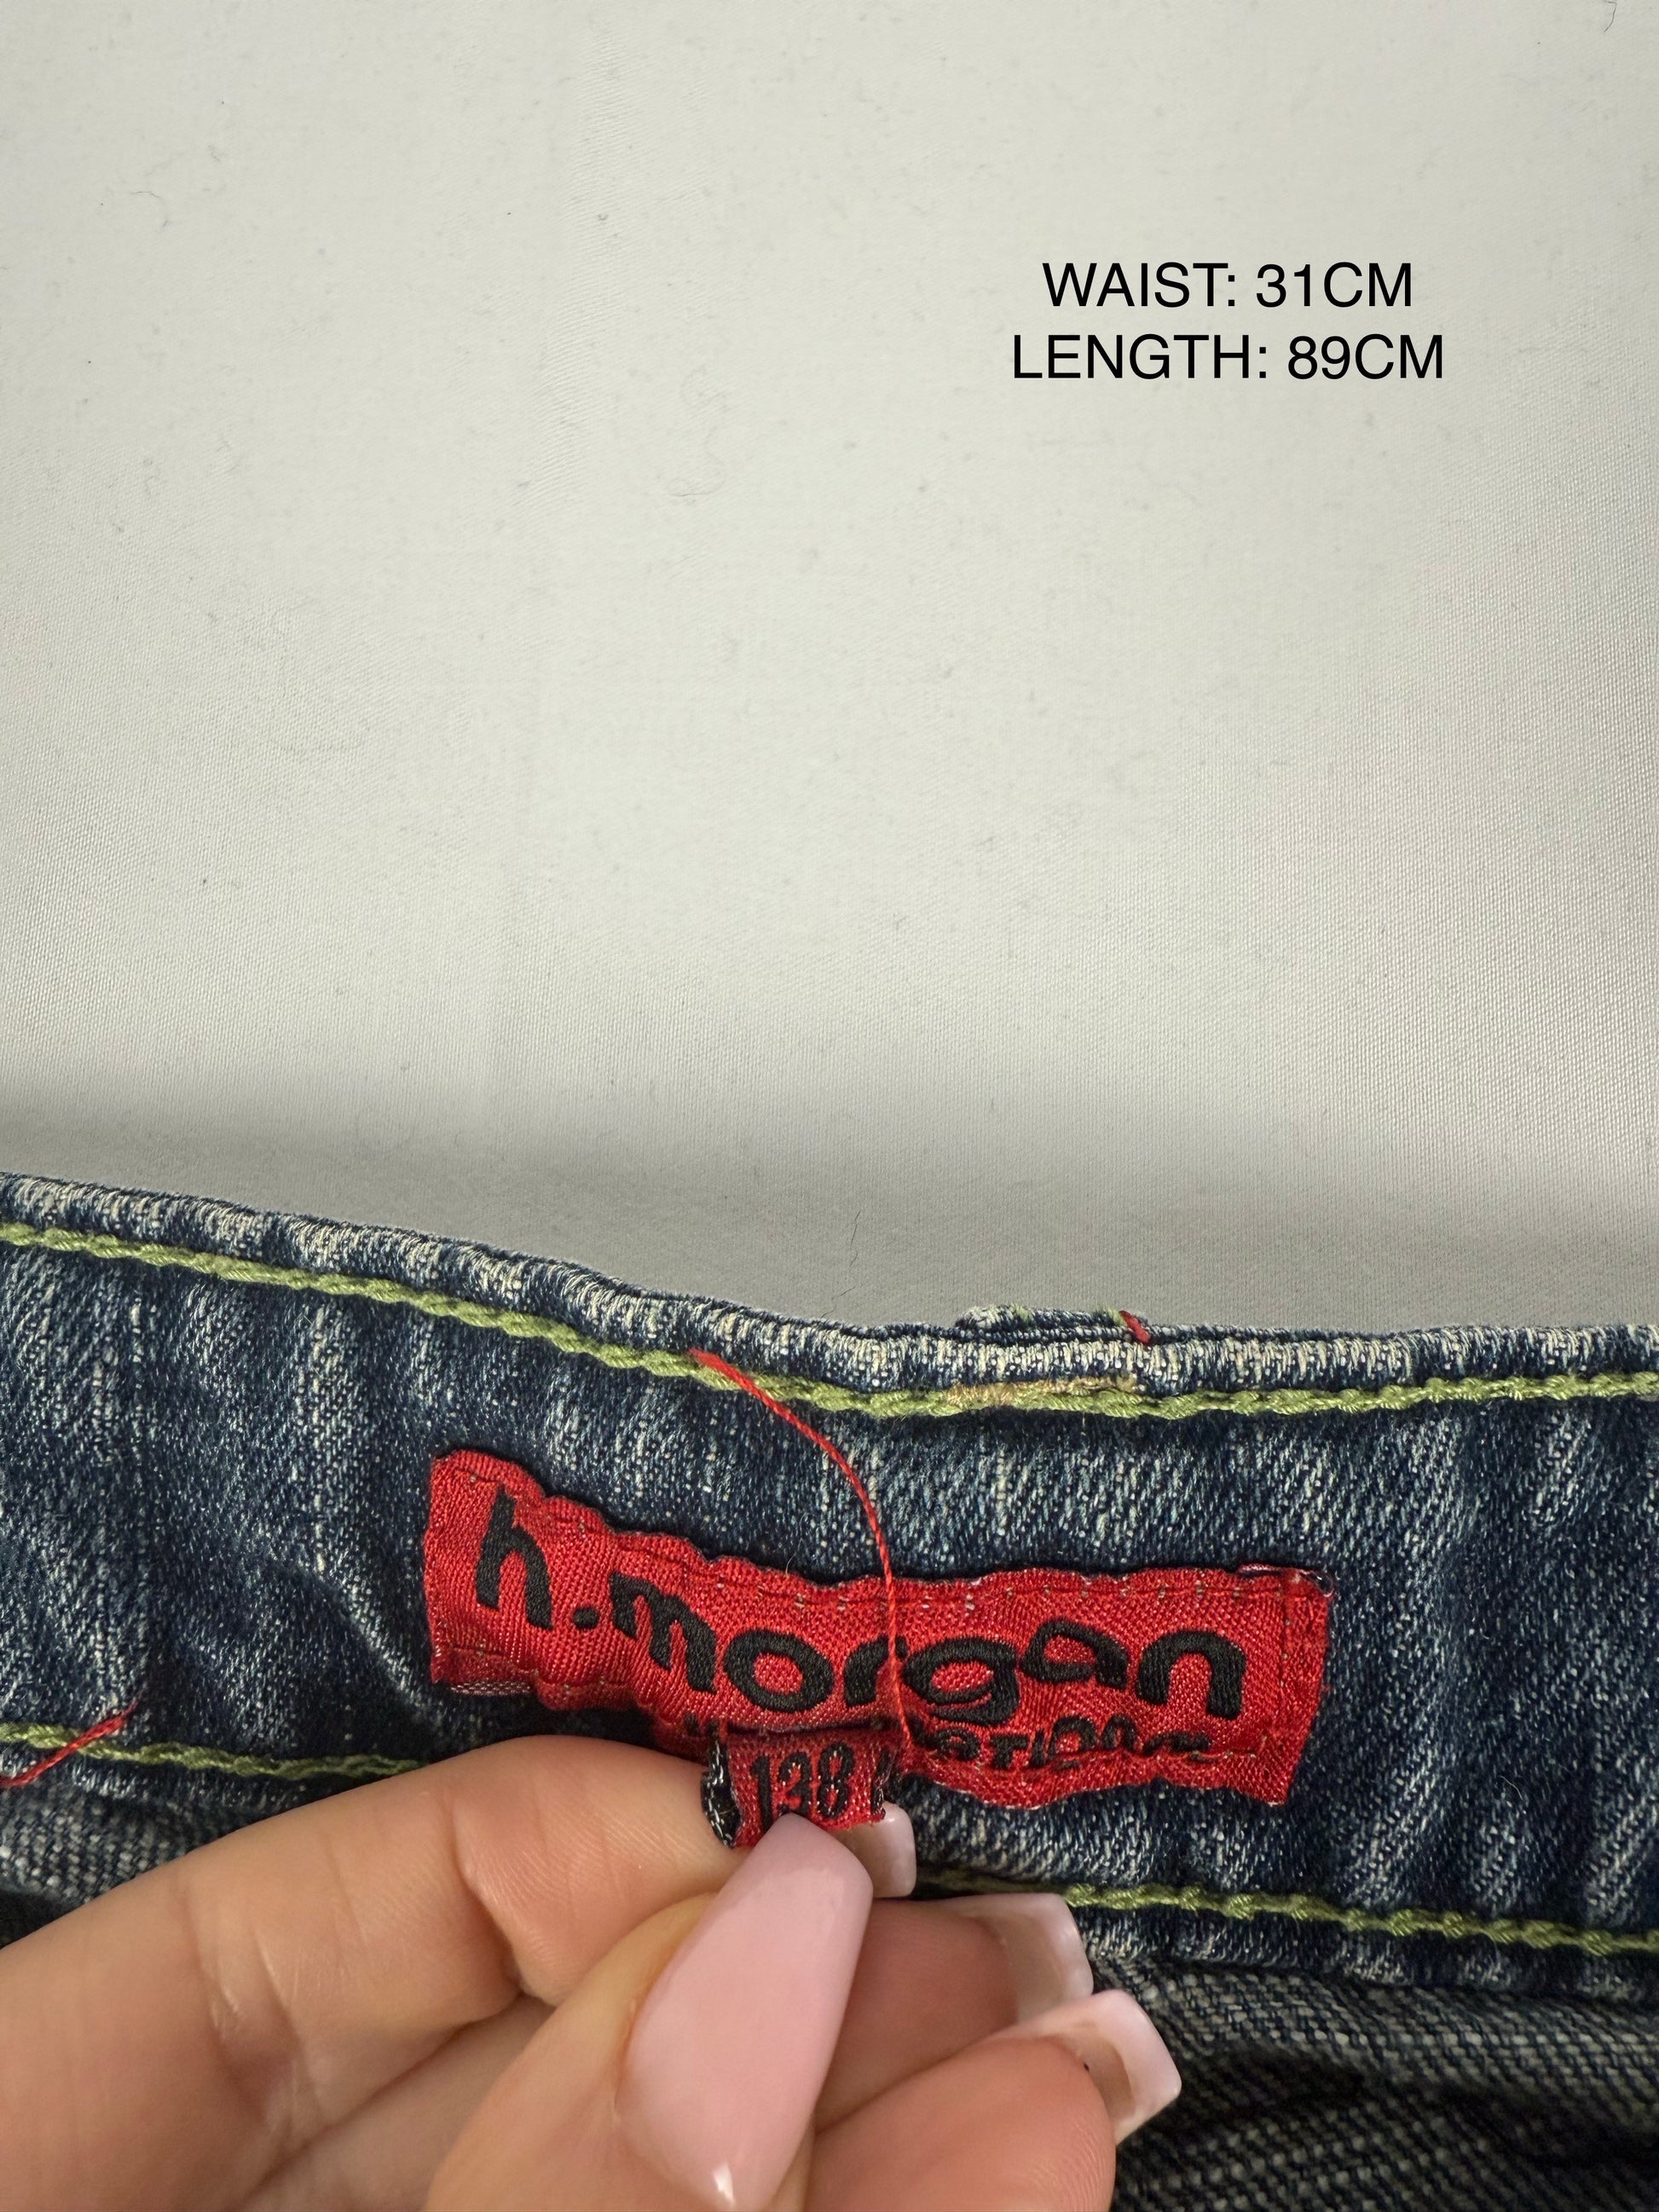 WAIST: 31CM
LENGTH: 89CM
h.morgan
138